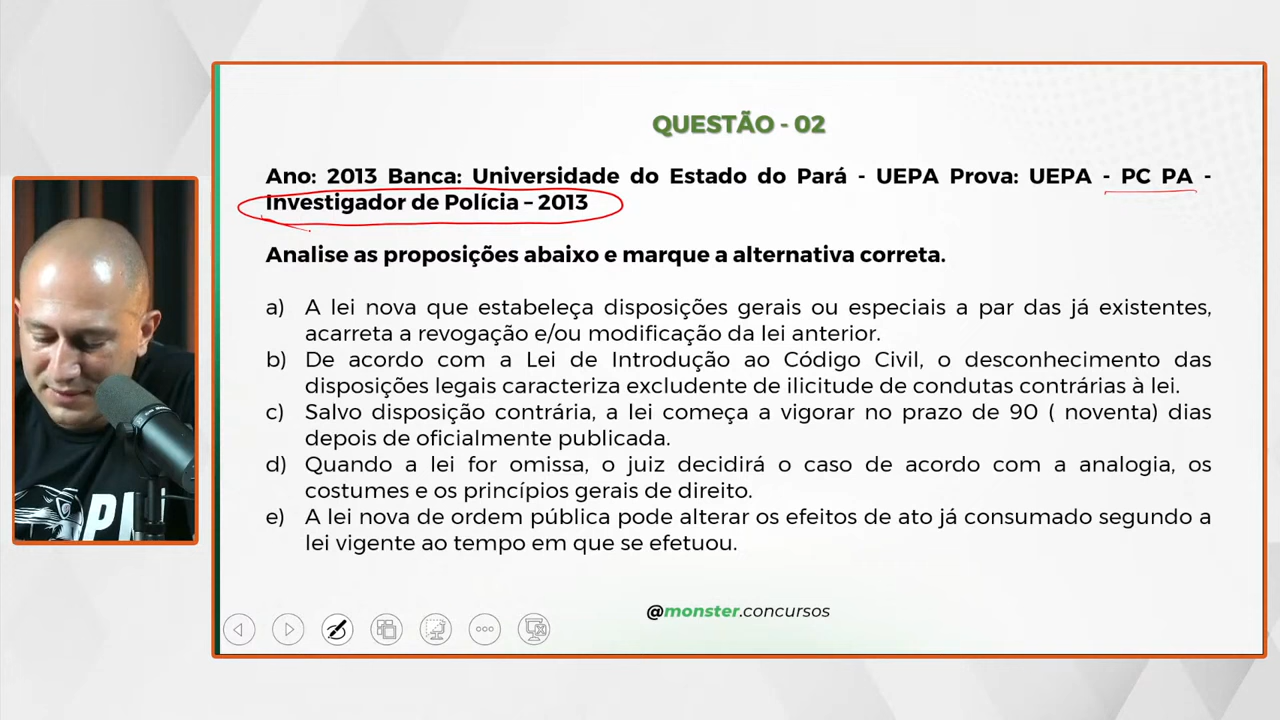 QUESTÃO - 02
Ano: 2013 Banca: Universidade do Estado do Pará - UEPA Prova: UEPA - PC PA -
Investigador de Polícia – 2013
Analise as proposições abaixo e marque a alternativa correta.
a) A lei nova que estabeleça disposições gerais ou especiais a par das já existentes,
acarreta a revogação e/ou modificação da lei anterior.
b) De acordo com a Lei de Introdução ao Código Civil, o desconhecimento das
disposições legais caracteriza excludente de ilicitude de condutas contrárias à lei.
c) Salvo disposição contrária, a lei começa a vigorar no prazo de 90 ( noventa) dias
depois de oficialmente publicada.
d) Quando a lei for omissa, o juiz decidirá o caso de acordo com a analogia, os
costumes e os princípios gerais de direito.
e) A lei nova de ordem pública pode alterar os efeitos de ato já consumado segundo a
lei vigente ao tempo em que se efetuou.
@monster.concursos